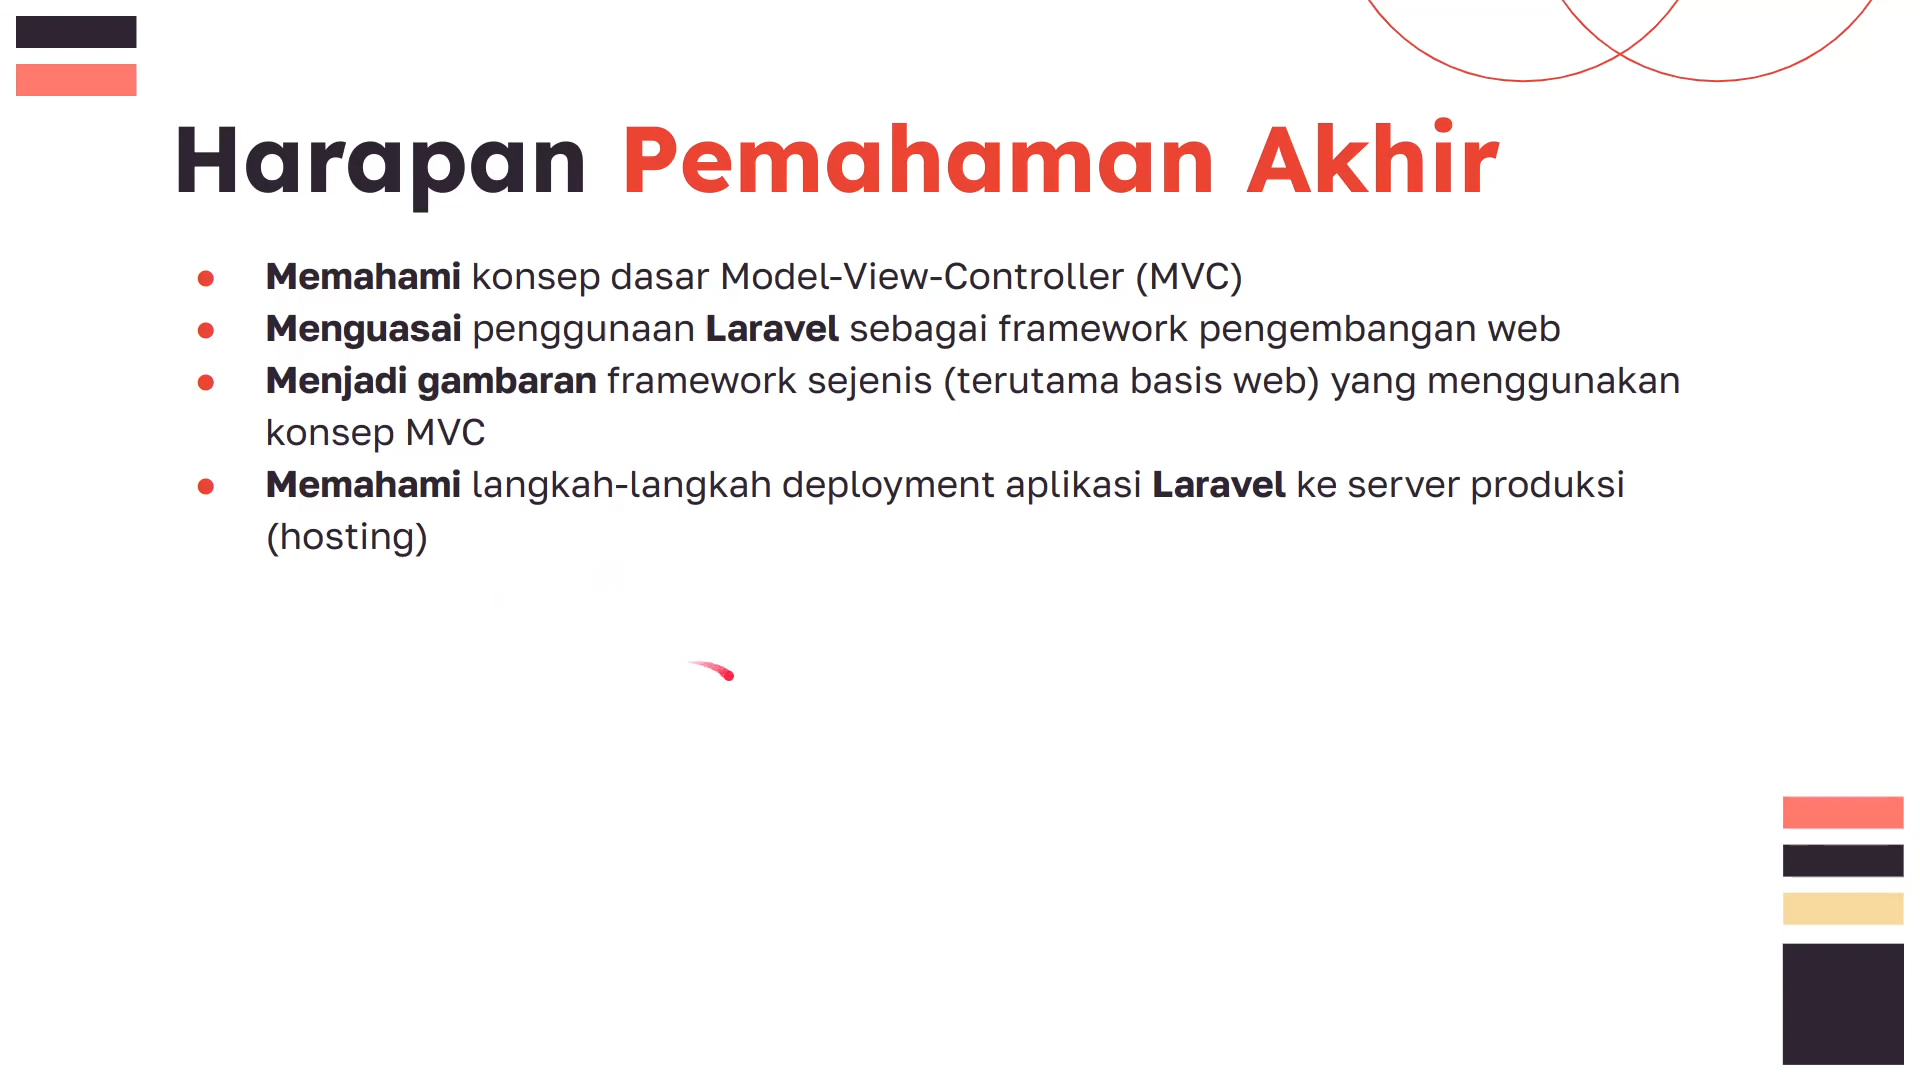 Harapan Pemahaman Akhir
● Memahami konsep dasar Model-View-Controller (MVC)
● Menguasai penggunaan Laravel sebagai framework pengembangan web
● Menjadi gambaran framework sejenis (terutama basis web) yang menggunakan
konsep MVC
● Memahami langkah-langkah deployment aplikasi Laravel ke server produksi
(hosting)